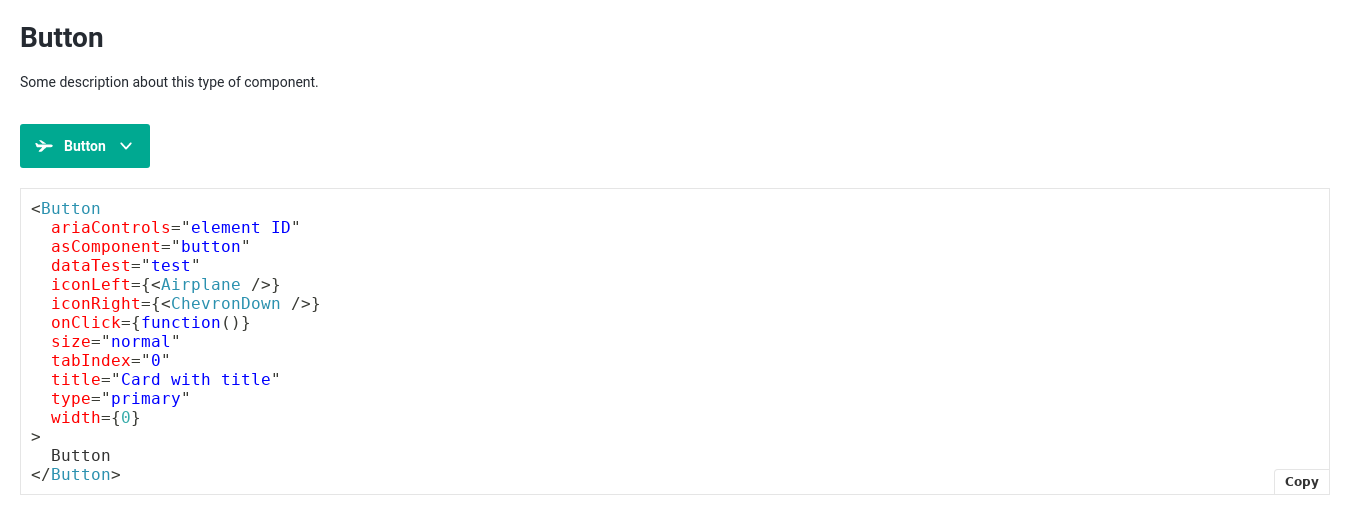 Button
Some description about this type of component.
Button
<Button
  ariaControls="element ID"
  asComponent="button"
  dataTest="test"
  iconLeft={<Airplane />}
  iconRight={<ChevronDown />}
  onClick={function()}
  size="normal"
  tabIndex="0"
  title="Card with title"
  type="primary"
  width={0}
>
  Button
</Button>
Copy